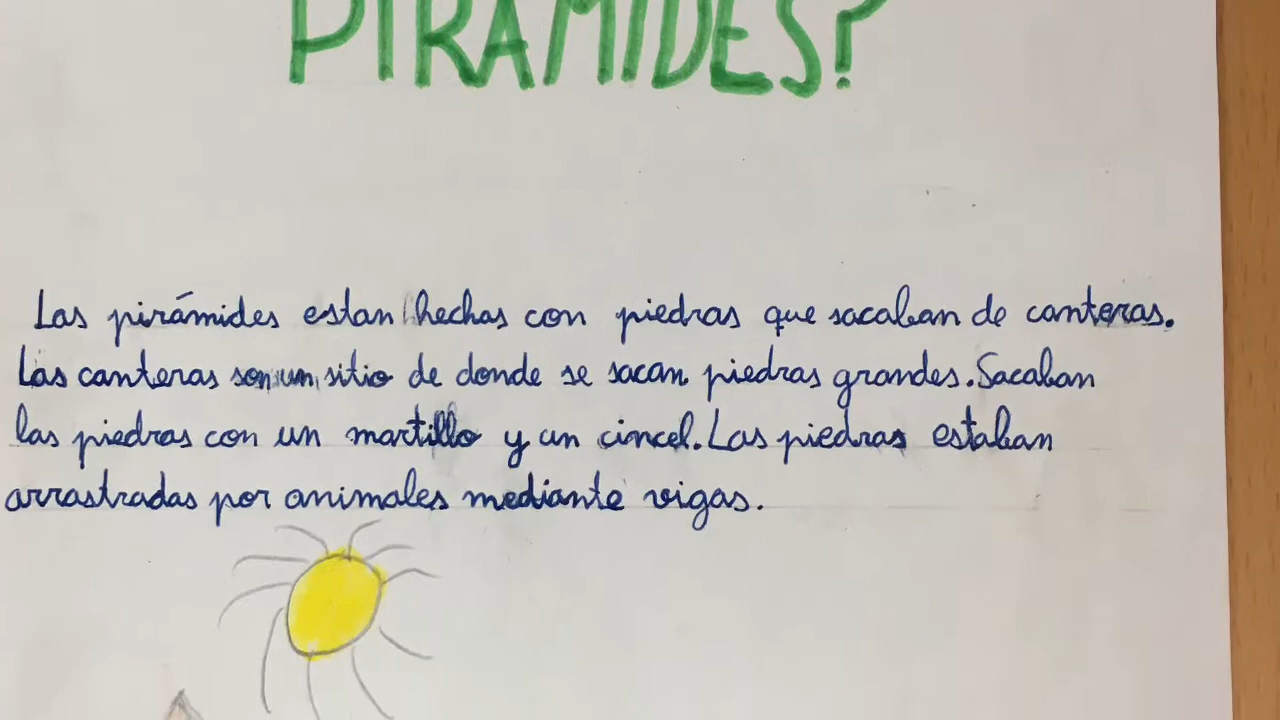 PIRAMIDES?
Las pirámides estan hechas con piedras que sacaban de canteras.
Las canteras son un sitio de donde se sacan piedras grandes. Sacaban
las piedras con un martillo y un cincel. Las piedras estaban
arrastradas por animales mediante vigas.